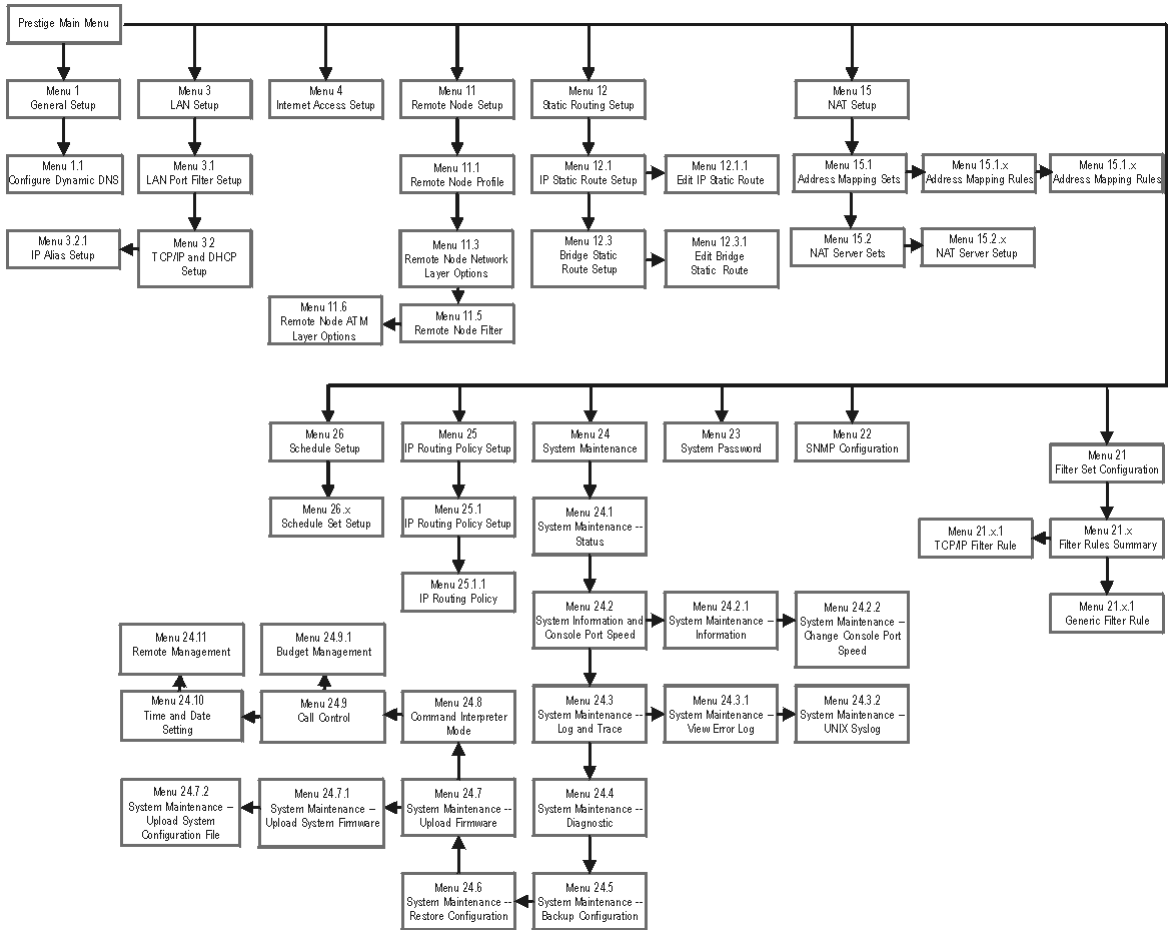 Prestige Main Menu
Menu 1
General Setup
Menu 3
LAN Setup
Menu 4
Internet Access Setup
Menu 11
Remote Node Setup
Menu 12
Static Routing Setup
Menu 15
NAT Setup
Menu 1.1
Configure Dynamic DNS
Menu 3.1
LAN Port Filter Setup
Menu 11.1
Remote Node Profile
Menu 12.1
IP Static Route Setup
Menu 12.1.1
Edit IP Static Route
Menu 15.1
Address Mapping Sets
Menu 15.1.x
Address Mapping Rules
Menu 15.1.x
Address Mapping Rules
Menu 3.2.1
IP Alias Setup
Menu 3.2
TCP/IP and DHCP
Setup
Menu 11.3
Remote Node Network
Layer Options
Menu 12.3
Bridge Static
Route Setup
Menu 12.3.1
Edit Bridge
Static Route
Menu 15.2
NAT Server Sets
Menu 15.2.x
NAT Server Setup
Menu 11.6
Remote Node ATM
Layer Options
Menu 11.5
Remote Node Filter
Menu 26
Schedule Setup
Menu 25
IP Routing Policy Setup
Menu 24
System Maintenance
Menu 23
System Password
Menu 22
SNMP Configuration
Menu 21
Filter Set Configuration
Menu 26.x
Schedule Set Setup
Menu 25.1
IP Routing Policy Setup
Menu 24.1
System Maintenance --
Status
Menu 21.x.1
TCP/IP Filter Rule
Menu 21.x
Filter Rules Summary
Menu 25.1.1
IP Routing Policy
Menu 24.2
System Information and
Console Port Speed
Menu 24.2.1
System Maintenance –
Information
Menu 24.2.2
System Maintenance –
Change Console Port
Speed
Menu 21.x.1
Generic Filter Rule
Menu 24.11
Remote Management
Menu 24.9.1
Budget Management
Menu 24.10
Time and Date
Setting
Menu 24.9
Call Control
Menu 24.8
Command Interpreter
Mode
Menu 24.3
System Maintenance --
Log and Trace
Menu 24.3.1
System Maintenance –
View Error Log
Menu 24.3.2
System Maintenance –
UNIX Syslog
Menu 24.7.2
System Maintenance –
Upload System
Configuration File
Menu 24.7.1
System Maintenance –
Upload System Firmware
Menu 24.7
System Maintenance --
Upload Firmware
Menu 24.4
System Maintenance --
Diagnostic
Menu 24.6
System Maintenance --
Restore Configuration
Menu 24.5
System Maintenance --
Backup Configuration